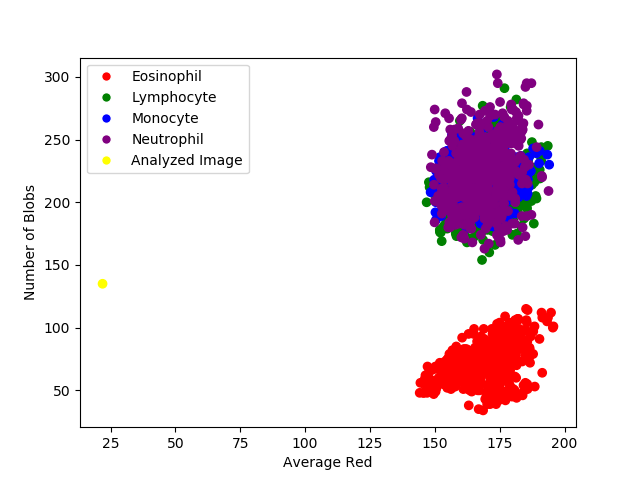 Eosinophil
Lymphocyte
Monocyte
Neutrophil
Analyzed Image
300
250
200
150
100
50
Number of Blobs
25
50
75
100
125
150
175
200
Average Red